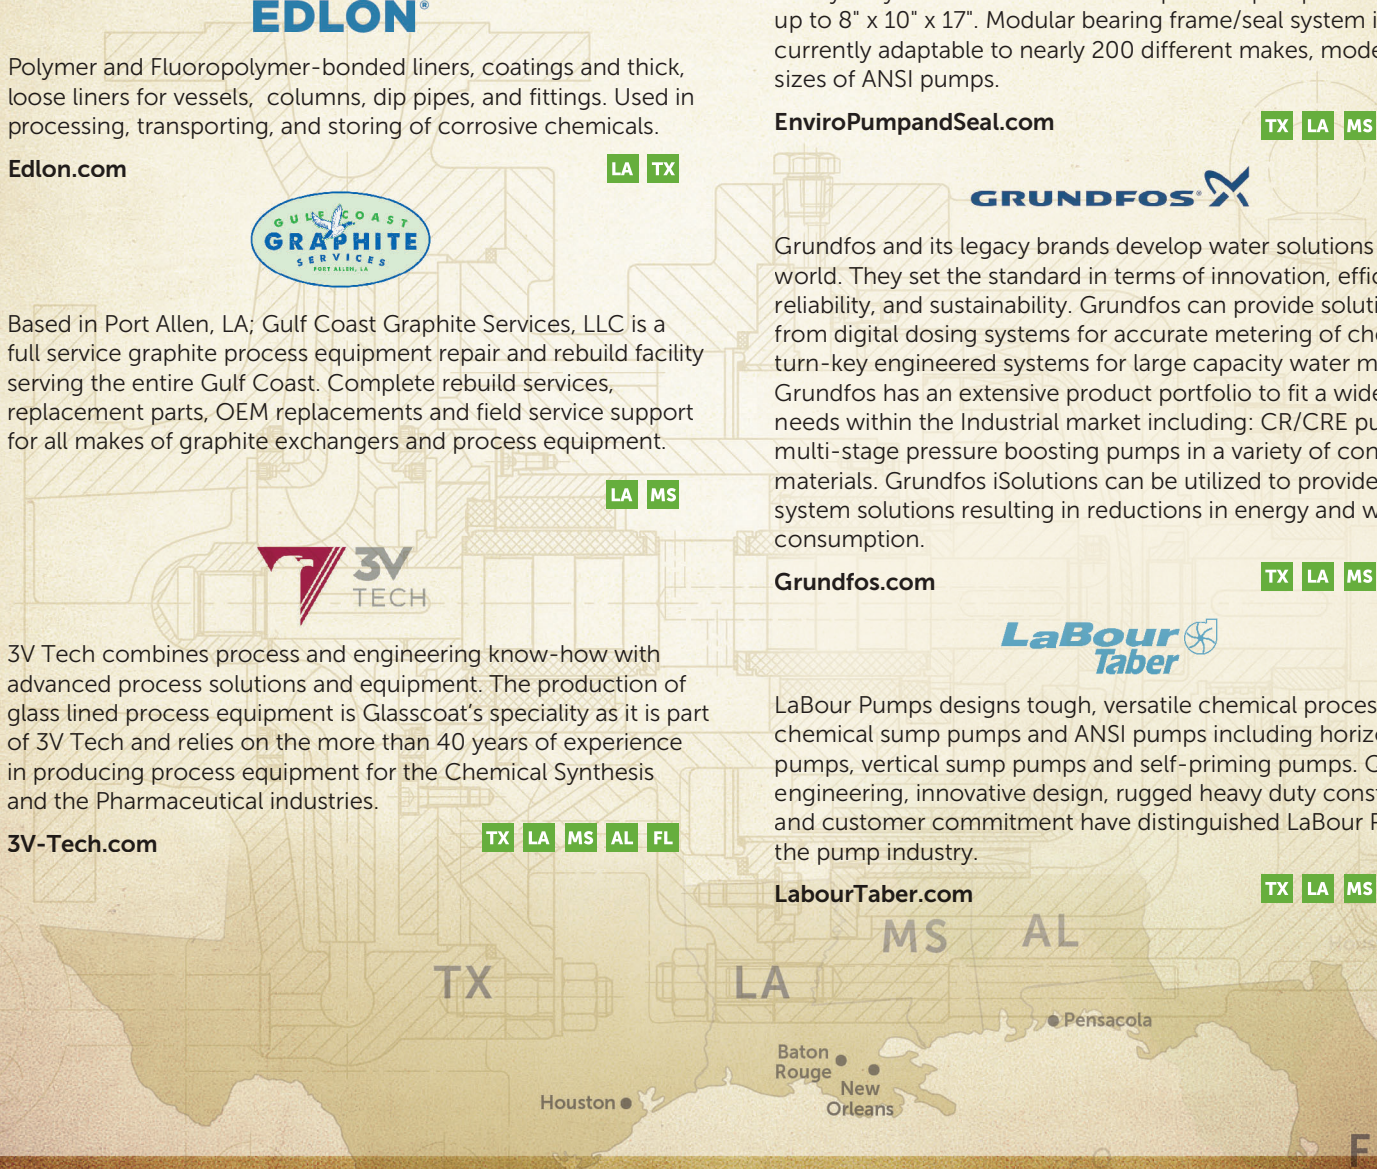 EDLON®
Polymer and Fluoropolymer-bonded liners, coatings and thick,
loose liners for vessels, columns, dip pipes, and fittings. Used in
processing, transporting, and storing of corrosive chemicals.
Edlon.com
LA TX
GULF COAST
GRAPHITE
SERVICES
PORT ALLEN, LA
Based in Port Allen, LA; Gulf Coast Graphite Services, LLC is a
full service graphite process equipment repair and rebuild facility
serving the entire Gulf Coast. Complete rebuild services,
replacement parts, OEM replacements and field service support
for all makes of graphite exchangers and process equipment.
LA MS
3V
TECH
3V Tech combines process and engineering know-how with
advanced process solutions and equipment. The production of
glass lined process equipment is Glasscoat's speciality as it is part
of 3V Tech and relies on the more than 40 years of experience
in producing process equipment for the Chemical Synthesis
and the Pharmaceutical industries.
3V-Tech.com
TX LA MS AL FL
up to 8" x 10" x 17". Modular bearing frame/seal system i
currently adaptable to nearly 200 different makes, mode
sizes of ANSI pumps.
EnviroPumpandSeal.com
TX LA MS
GRUNDFOS
Grundfos and its legacy brands develop water solutions
world. They set the standard in terms of innovation, effic
reliability, and sustainability. Grundfos can provide soluti
from digital dosing systems for accurate metering of che
turn-key engineered systems for large capacity water m
Grundfos has an extensive product portfolio to fit a wide
needs within the Industrial market including: CR/CRE pu
multi-stage pressure boosting pumps in a variety of con
materials. Grundfos iSolutions can be utilized to provide
system solutions resulting in reductions in energy and w
consumption.
Grundfos.com
TX LA MS
LaBour
Taber
LaBour Pumps designs tough, versatile chemical proces
chemical sump pumps and ANSI pumps including horiz
pumps, vertical sump pumps and self-priming pumps.
engineering, innovative design, rugged heavy duty cons
and customer commitment have distinguished LaBour P
the pump industry.
LabourTaber.com
TX LA MS
TX
LA
MS
AL
Pensacola
Baton
Rouge
New
Orleans
Houston
F